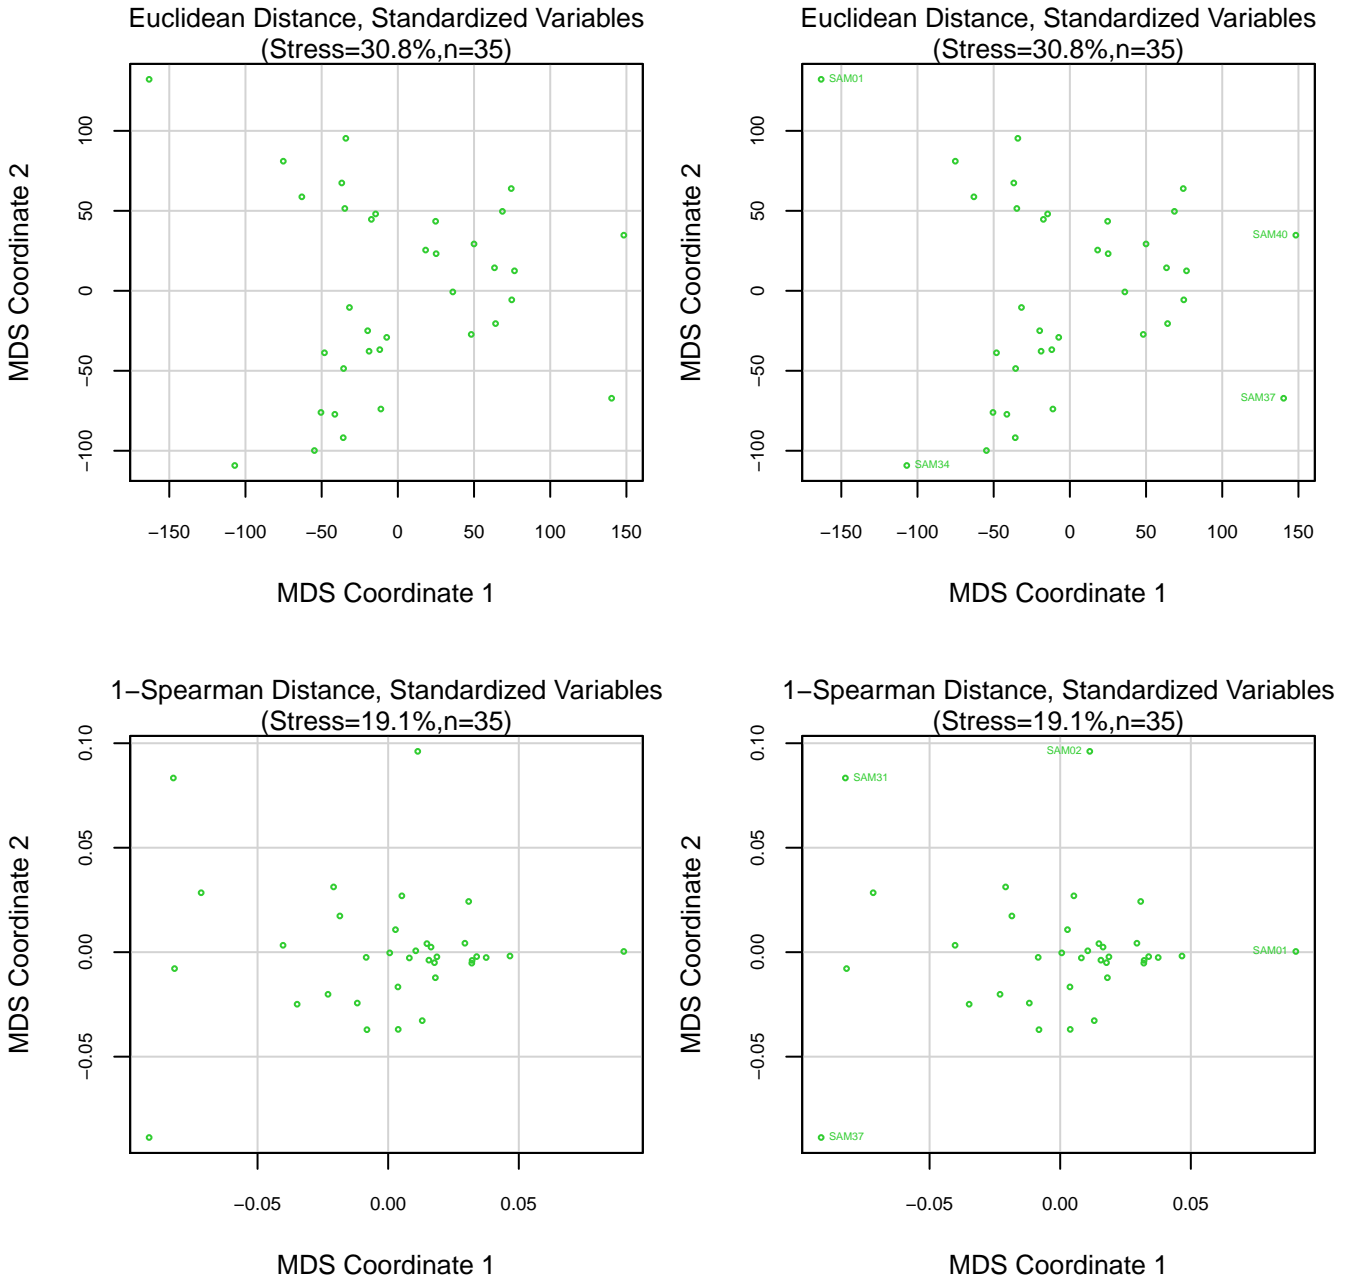 Euclidean Distance, Standardized Variables
(Stress=30.8%,n=35)
MDS Coordinate 2
100
50
0
−50
−100
−150 −100 −50 0 50 100 150
MDS Coordinate 1
Euclidean Distance, Standardized Variables
(Stress=30.8%,n=35)
MDS Coordinate 2
100
50
0
−50
−100
SAM01
SAM40
SAM37
SAM34
−150 −100 −50 0 50 100 150
MDS Coordinate 1
1−Spearman Distance, Standardized Variables
(Stress=19.1%,n=35)
MDS Coordinate 2
0.10
0.05
0.00
−0.05
−0.05 0.00 0.05
MDS Coordinate 1
1−Spearman Distance, Standardized Variables
(Stress=19.1%,n=35)
MDS Coordinate 2
0.10
0.05
0.00
−0.05
SAM02
SAM31
SAM01
SAM37
−0.05 0.00 0.05
MDS Coordinate 1